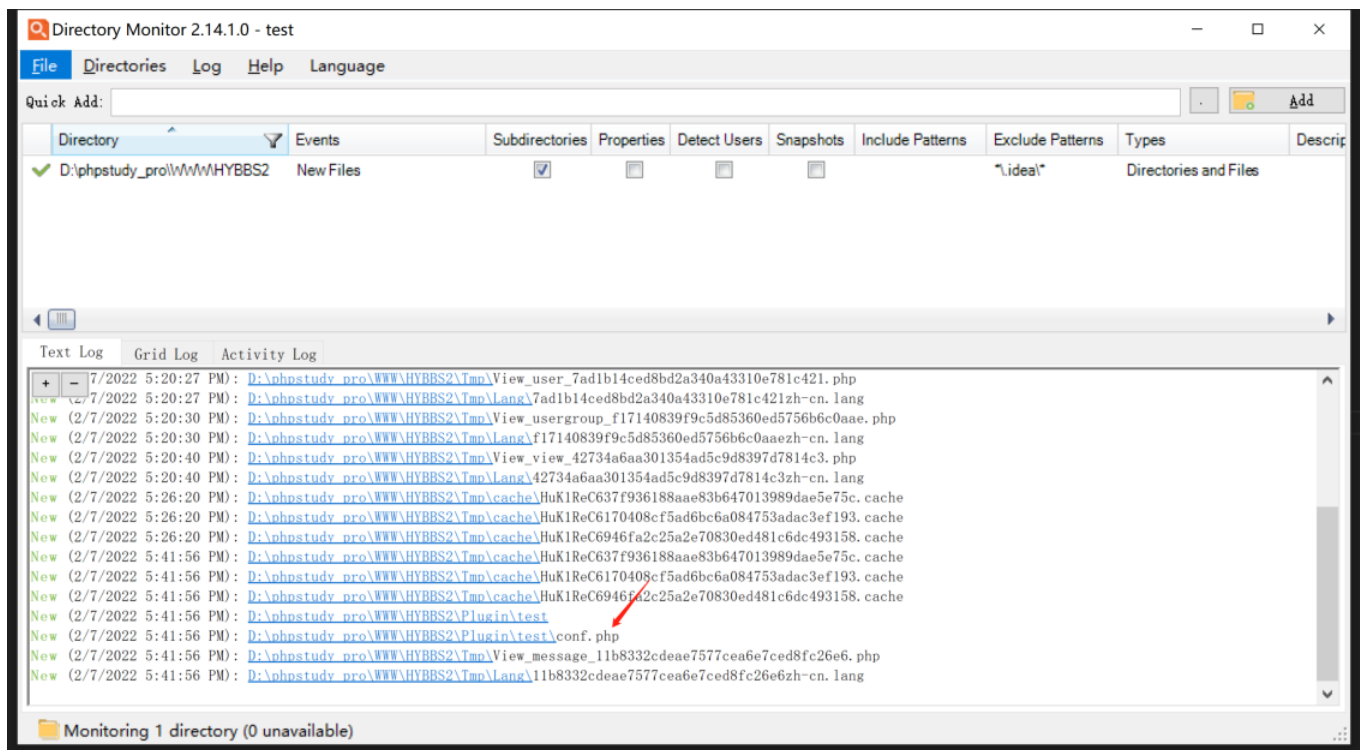 Directory Monitor 2.14.1.0 - test
File Directories Log Help Language
Quick Add: . Add
Directory Events Subdirectories Properties Detect Users Snapshots Include Patterns Exclude Patterns Types Descrip
D:\phpstudy_pro\WWW\HYBBS2 New Files *\.idea\* Directories and Files
Text Log Grid Log Activity Log
+ - 7/2022 5:20:27 PM): D:\phpstudy_pro\WWW\HYBBS2\Tmp\View_user_7ad1b14ced8bd2a340a43310e781c421.php
New (2/7/2022 5:20:27 PM): D:\phpstudy_pro\WWW\HYBBS2\Tmp\Lang\7ad1b14ced8bd2a340a43310e781c421zh-cn.lang
New (2/7/2022 5:20:30 PM): D:\phpstudy_pro\WWW\HYBBS2\Tmp\View_usergroup_f17140839f9c5d85360ed5756b6c0aae.php
New (2/7/2022 5:20:30 PM): D:\phpstudy_pro\WWW\HYBBS2\Tmp\Lang\f17140839f9c5d85360ed5756b6c0aaezh-cn.lang
New (2/7/2022 5:20:40 PM): D:\phpstudy_pro\WWW\HYBBS2\Tmp\View_view_42734a6aa301354ad5c9d8397d7814c3.php
New (2/7/2022 5:20:40 PM): D:\phpstudy_pro\WWW\HYBBS2\Tmp\Lang\42734a6aa301354ad5c9d8397d7814c3zh-cn.lang
New (2/7/2022 5:26:20 PM): D:\phpstudy_pro\WWW\HYBBS2\Tmp\cache\HuK1ReC637f936188aae83b647013989dae5e75c.cache
New (2/7/2022 5:26:20 PM): D:\phpstudy_pro\WWW\HYBBS2\Tmp\cache\HuK1ReC6170408cf5ad6bc6a084753adac3ef193.cache
New (2/7/2022 5:26:20 PM): D:\phpstudy_pro\WWW\HYBBS2\Tmp\cache\HuK1ReC6946fa2c25a2e70830ed481c6dc493158.cache
New (2/7/2022 5:41:56 PM): D:\phpstudy_pro\WWW\HYBBS2\Tmp\cache\HuK1ReC637f936188aae83b647013989dae5e75c.cache
New (2/7/2022 5:41:56 PM): D:\phpstudy_pro\WWW\HYBBS2\Tmp\cache\HuK1ReC6170408cf5ad6bc6a084753adac3ef193.cache
New (2/7/2022 5:41:56 PM): D:\phpstudy_pro\WWW\HYBBS2\Tmp\cache\HuK1ReC6946fa2c25a2e70830ed481c6dc493158.cache
New (2/7/2022 5:41:56 PM): D:\phpstudy_pro\WWW\HYBBS2\Plugin\test
New (2/7/2022 5:41:56 PM): D:\phpstudy_pro\WWW\HYBBS2\Plugin\test\conf.php
New (2/7/2022 5:41:56 PM): D:\phpstudy_pro\WWW\HYBBS2\Tmp\View_message_11b8332cdeae7577cea6e7ced8fc26e6.php
New (2/7/2022 5:41:56 PM): D:\phpstudy_pro\WWW\HYBBS2\Tmp\Lang\11b8332cdeae7577cea6e7ced8fc26e6zh-cn.lang
Monitoring 1 directory (0 unavailable)